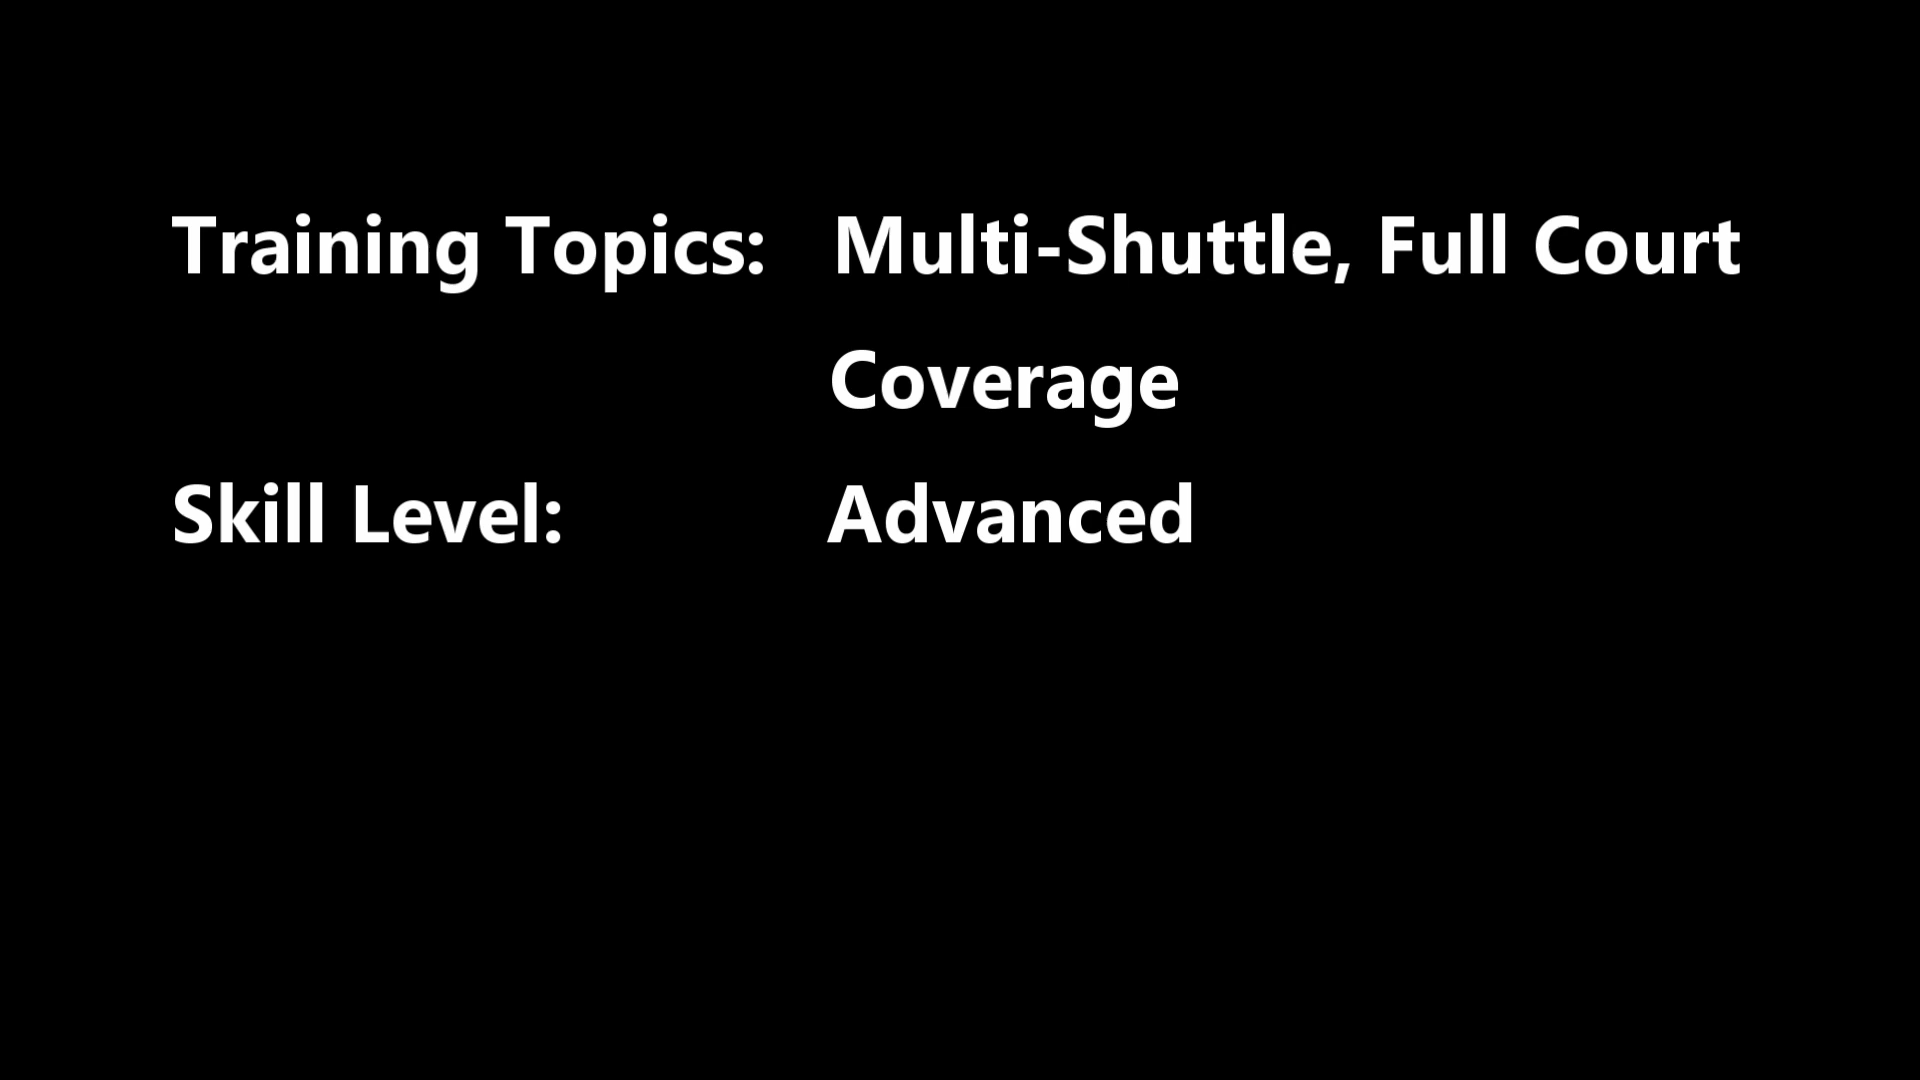 Training Topics: Multi-Shuttle, Full Court
Coverage
Skill Level: Advanced